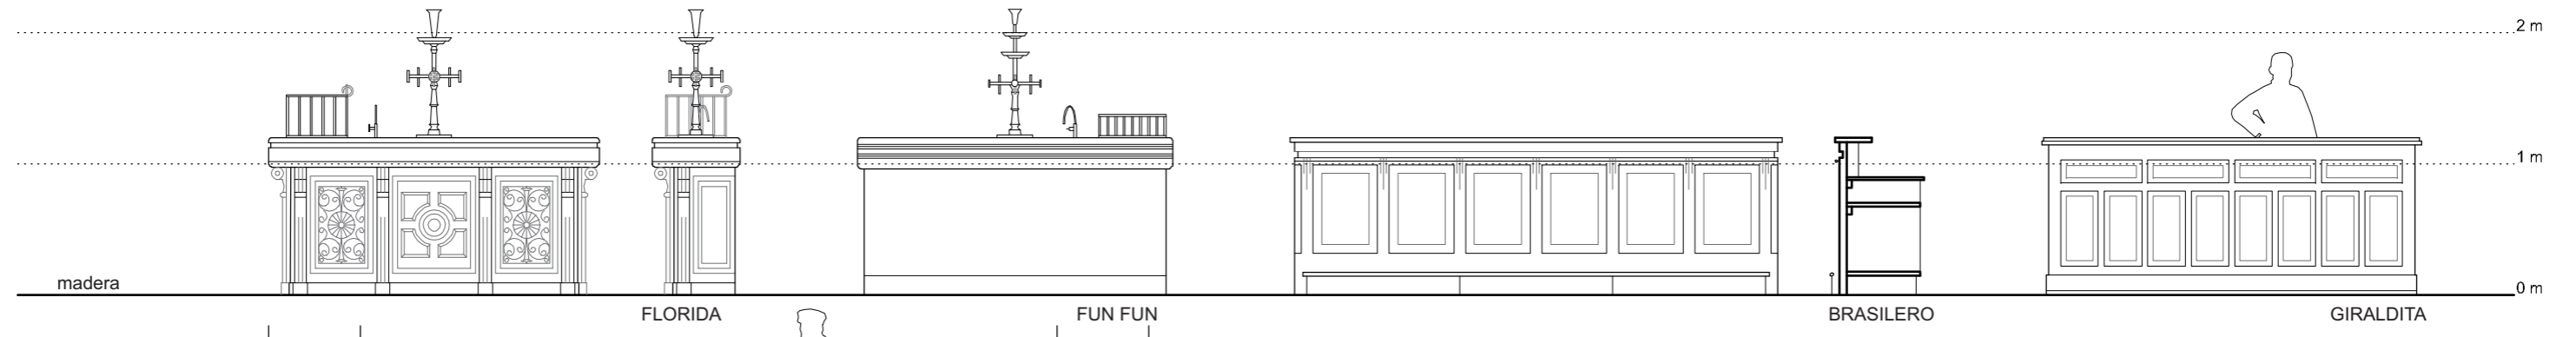 2 m
1 m
madera
0 m
FLORIDA
FUN FUN
BRASILERO
GIRALDITA